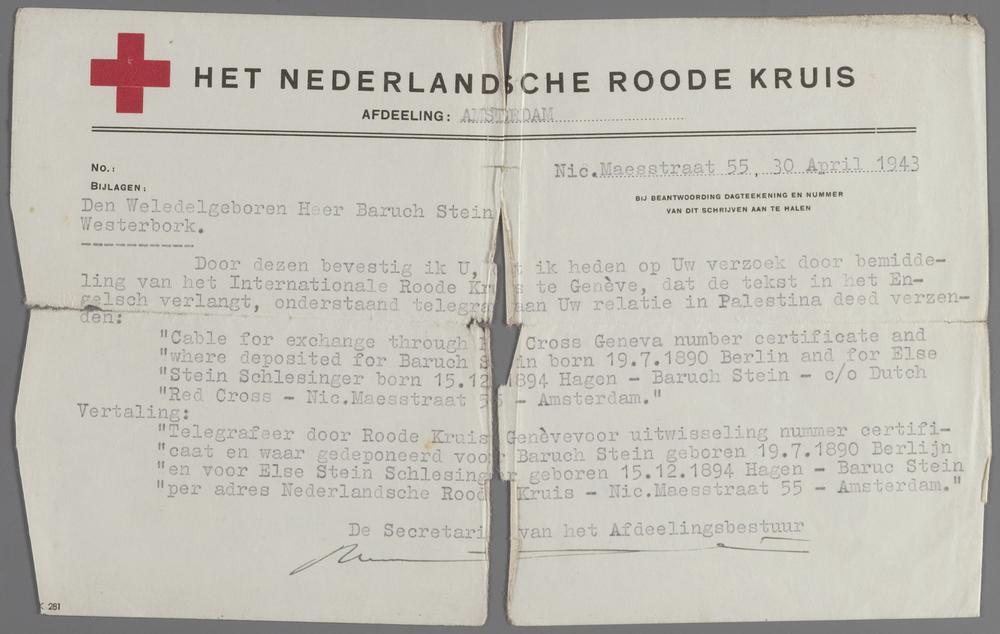 HET NEDERLANDSCHE ROODE KRUIS
AFDEELING: AMSTERDAM
No.:
Nic.Maesstraat 55, 30 April 1943
BIJLAGEN:
BIJ BEANTWOORDING DAGTEEKENING EN NUMMER
VAN DIT SCHRIJVEN AAN TE HALEN
Den Weledelgeboren Heer Baruch Stein
Westerbork.
Door dezen bevestig ik U, ik heden op Uw verzoek door bemidde-
ling van het Internationale Roode Kruis te Genève, dat de tekst in het En-
gelsch verlangt, onderstaand telegram aan Uw relatie in Palestina deed verzen-
den:
"Cable for exchange through Cross Geneva number certificate and
"where deposited for Baruch Stein born 19.7.1890 Berlin and for Else
"Stein Schlesinger born 15.12 1894 Hagen - Baruch Stein - c/o Dutch
"Red Cross - Nic.Maesstraat 55 - Amsterdam."
Vertaling:
"Telegrafeer door Roode Kruis Genèvevoor uitwisseling nummer certifi-
"caat en waar gedeponeerd voor Baruch Stein geboren 19.7.1890 Berlijn
"en voor Else Stein Schlesinger geboren 15.12.1894 Hagen - Baruc Stein
"per adres Nederlandsche Roode Kruis - Nic.Maesstraat 55 - Amsterdam."
De Secretaris van het Afdeelingsbestuur
K 281